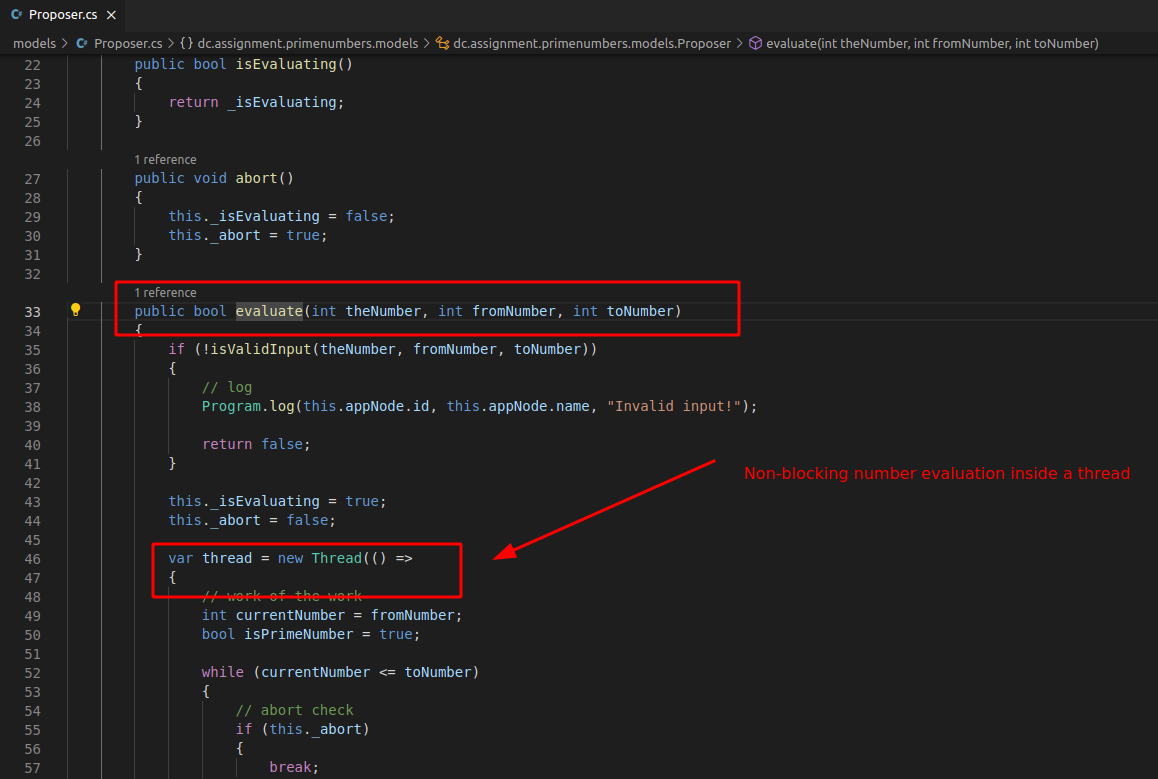 Proposer.cs
models > Proposer.cs > {} dc.assignment.primenumbers.models > dc.assignment.primenumbers.models.Proposer > evaluate(int theNumber, int fromNumber, int toNumber)
22 public bool isEvaluating()
23 {
24 return _isEvaluating;
25 }
26
1 reference
27 public void abort()
28 {
29 this._isEvaluating = false;
30 this._abort = true;
31 }
32
1 reference
33 public bool evaluate(int theNumber, int fromNumber, int toNumber)
34 {
35 if (!isValidInput(theNumber, fromNumber, toNumber))
36 {
37 // log
38 Program.log(this.appNode.id, this.appNode.name, "Invalid input!");
39
40 return false;
41 }
42
Non-blocking number evaluation inside a thread
43 this._isEvaluating = true;
44 this._abort = false;
45
46 var thread = new Thread(() =>
47 {
48 // work of the work
49 int currentNumber = fromNumber;
50 bool isPrimeNumber = true;
51
52 while (currentNumber <= toNumber)
53 {
54 // abort check
55 if (this._abort)
56 {
57 break;